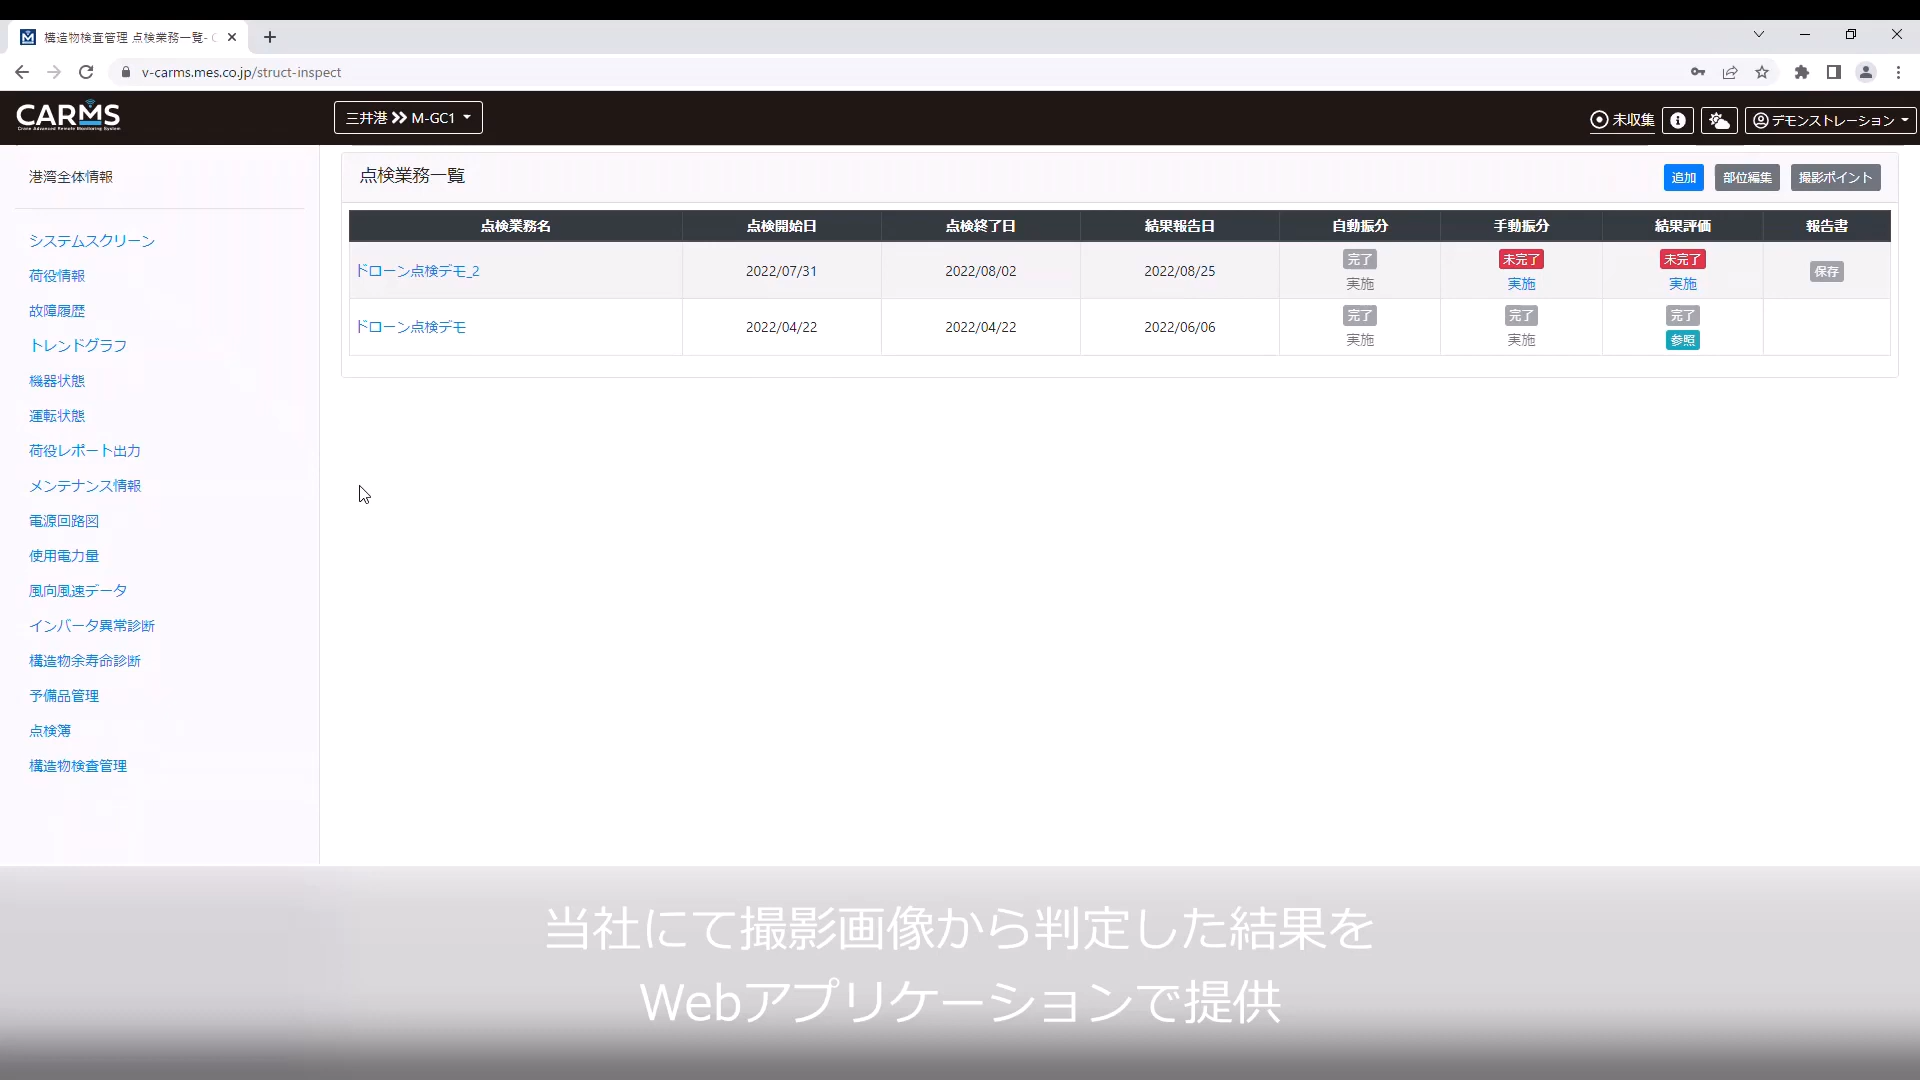 構造物検査管理 点検業務一覧-
v-carms.mes.co.jp/struct-inspect
CARMS
Crane Advanced Remote Monitoring System
三井港 M-GC1
未収集
デモンストレーション
港湾全体情報
システムスクリーン
荷役情報
故障履歴
トレンドグラフ
機器状態
運転状態
荷役レポート出力
メンテナンス情報
電源回路図
使用電力量
風向風速データ
インバータ異常診断
構造物余寿命診断
予備品管理
点検簿
構造物検査管理
点検業務一覧
追加 部位編集 撮影ポイント
点検業務名 点検開始日 点検終了日 結果報告日 自動振分 手動振分 結果評価 報告書
ドローン点検デモ_2 2022/07/31 2022/08/02 2022/08/25 完了 未完了 未完了 保存
実施 実施 実施
ドローン点検デモ 2022/04/22 2022/04/22 2022/06/06 完了 完了 完了
実施 実施 参照
当社にて撮影画像から判定した結果を
Webアプリケーションで提供